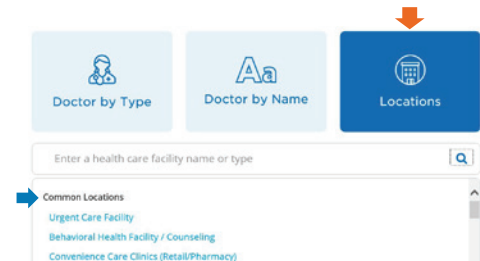 Aa
Doctor by Type
Doctor by Name
Locations
Enter a health care facility name or type
Common Locations
Urgent Care Facility
Behavioral Health Facility / Counseling
Convenience Care Clinics (Retail/Pharmacy)